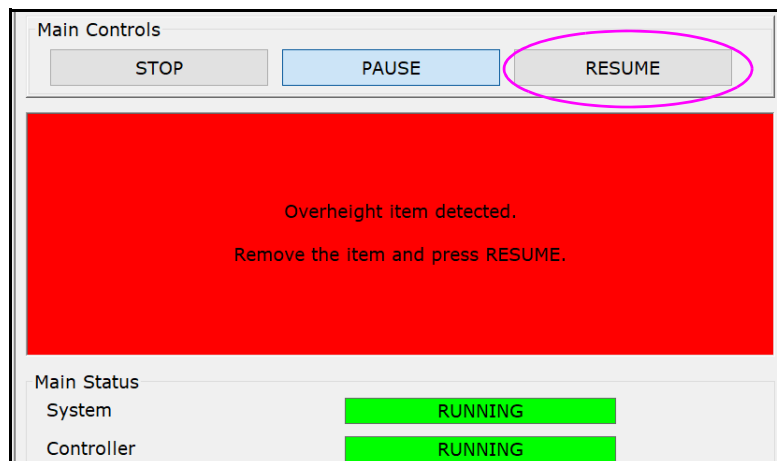 Main Controls
STOP PAUSE RESUME
Overheight item detected.
Remove the item and press RESUME.
Main Status
System RUNNING
Controller RUNNING